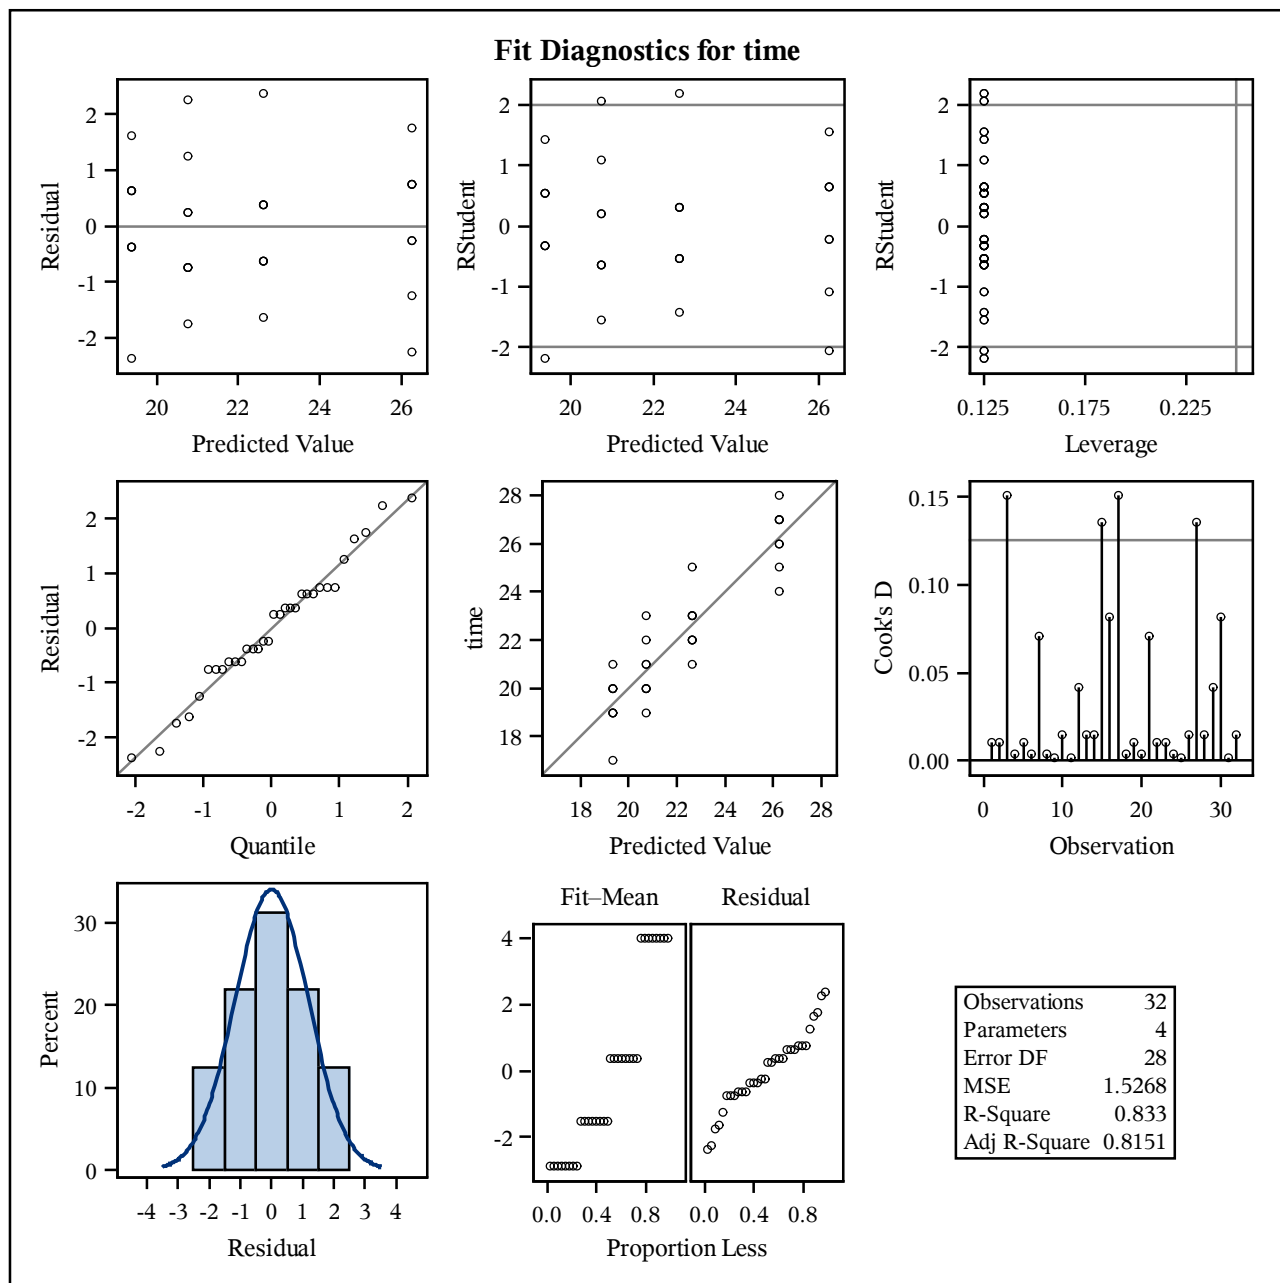 Fit Diagnostics for time
2
1
0
-1
-2
Residual
20 22 24 26
Predicted Value
2
1
0
-1
-2
RStudent
20 22 24 26
Predicted Value
2
1
0
-1
-2
RStudent
0.125 0.175 0.225
Leverage
2
1
0
-1
-2
Residual
-2 -1 0 1 2
Quantile
28
26
24
22
20
18
time
18 20 22 24 26 28
Predicted Value
0.15
0.10
0.05
0.00
Cook's D
0 10 20 30
Observation
30
20
10
0
Percent
-4 -3 -2 -1 0 1 2 3 4
Residual
Fit–Mean Residual
4
2
0
-2
0.0 0.4 0.8 0.0 0.4 0.8
Proportion Less
Observations 32
Parameters 4
Error DF 28
MSE 1.5268
R-Square 0.833
Adj R-Square 0.8151